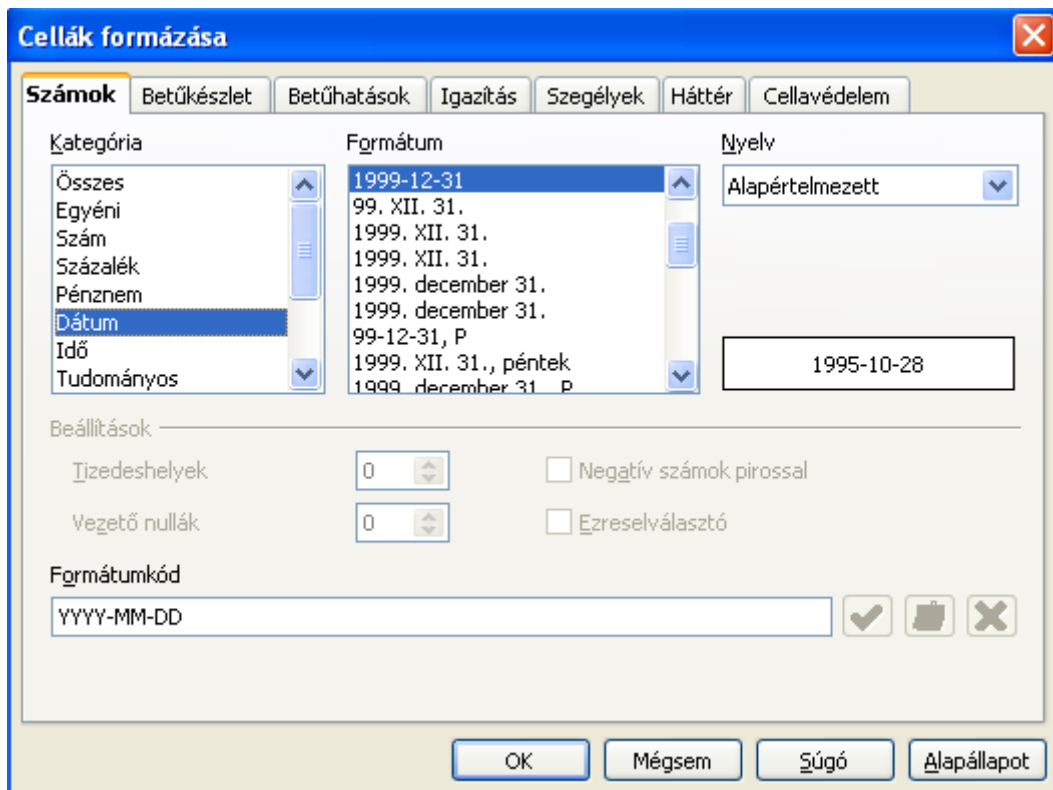 Cellák formázása
Számok Betűkészlet Betűhatások Igazítás Szegélyek Háttér Cellavédelem
Kategória
Összes
Egyéni
Szám
Százalék
Pénznem
Dátum
Idő
Tudományos
Formátum
1999-12-31
99. XII. 31.
1999. XII. 31.
1999. XII. 31.
1999. december 31.
1999. december 31.
99-12-31, P
1999. XII. 31., péntek
1999. december 31., P
Nyelv
Alapértelmezett
1995-10-28
Beállítások
Tizedeshelyek 0 Negatív számok pirossal
Vezető nullák 0 Ezreselválasztó
Formátumkód
YYYY-MM-DD
OK Mégsem Súgó Alapállapot